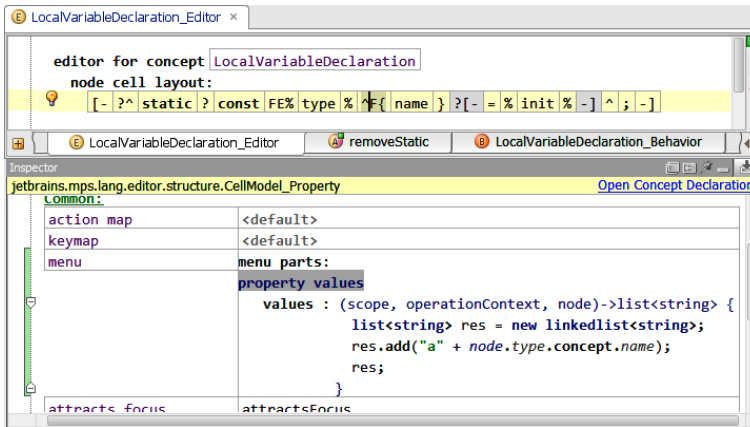 LocalVariableDeclaration_Editor ×
editor for concept LocalVariableDeclaration
node cell layout:
[- ?^ static ? const FE% type % ^F{ name } ?[- = % init % -] ^ ; -]
LocalVariableDeclaration_Editor removeStatic LocalVariableDeclaration_Behavior
Inspector
jetbrains.mps.lang.editor.structure.CellModel_Property Open Concept Declaration
Common:
action map <default>
keymap <default>
menu menu parts:
property values
values : (scope, operationContext, node)->list<string> {
list<string> res = new linkedlist<string>;
res.add("a" + node.type.concept.name);
res;
}
attracts focus attractsFocus